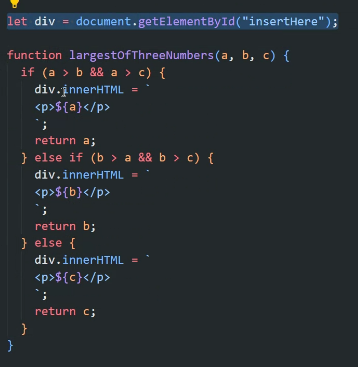 let div = document.getElementById("insertHere");
function largestOfThreeNumbers(a, b, c) {
  if (a > b && a > c) {
    div.innerHTML = `
    <p>${a}</p>
    `;
    return a;
  } else if (b > a && b > c) {
    div.innerHTML = `
    <p>${b}</p>
    `;
    return b;
  } else {
    div.innerHTML = `
    <p>${c}</p>
    `;
    return c;
  }
}